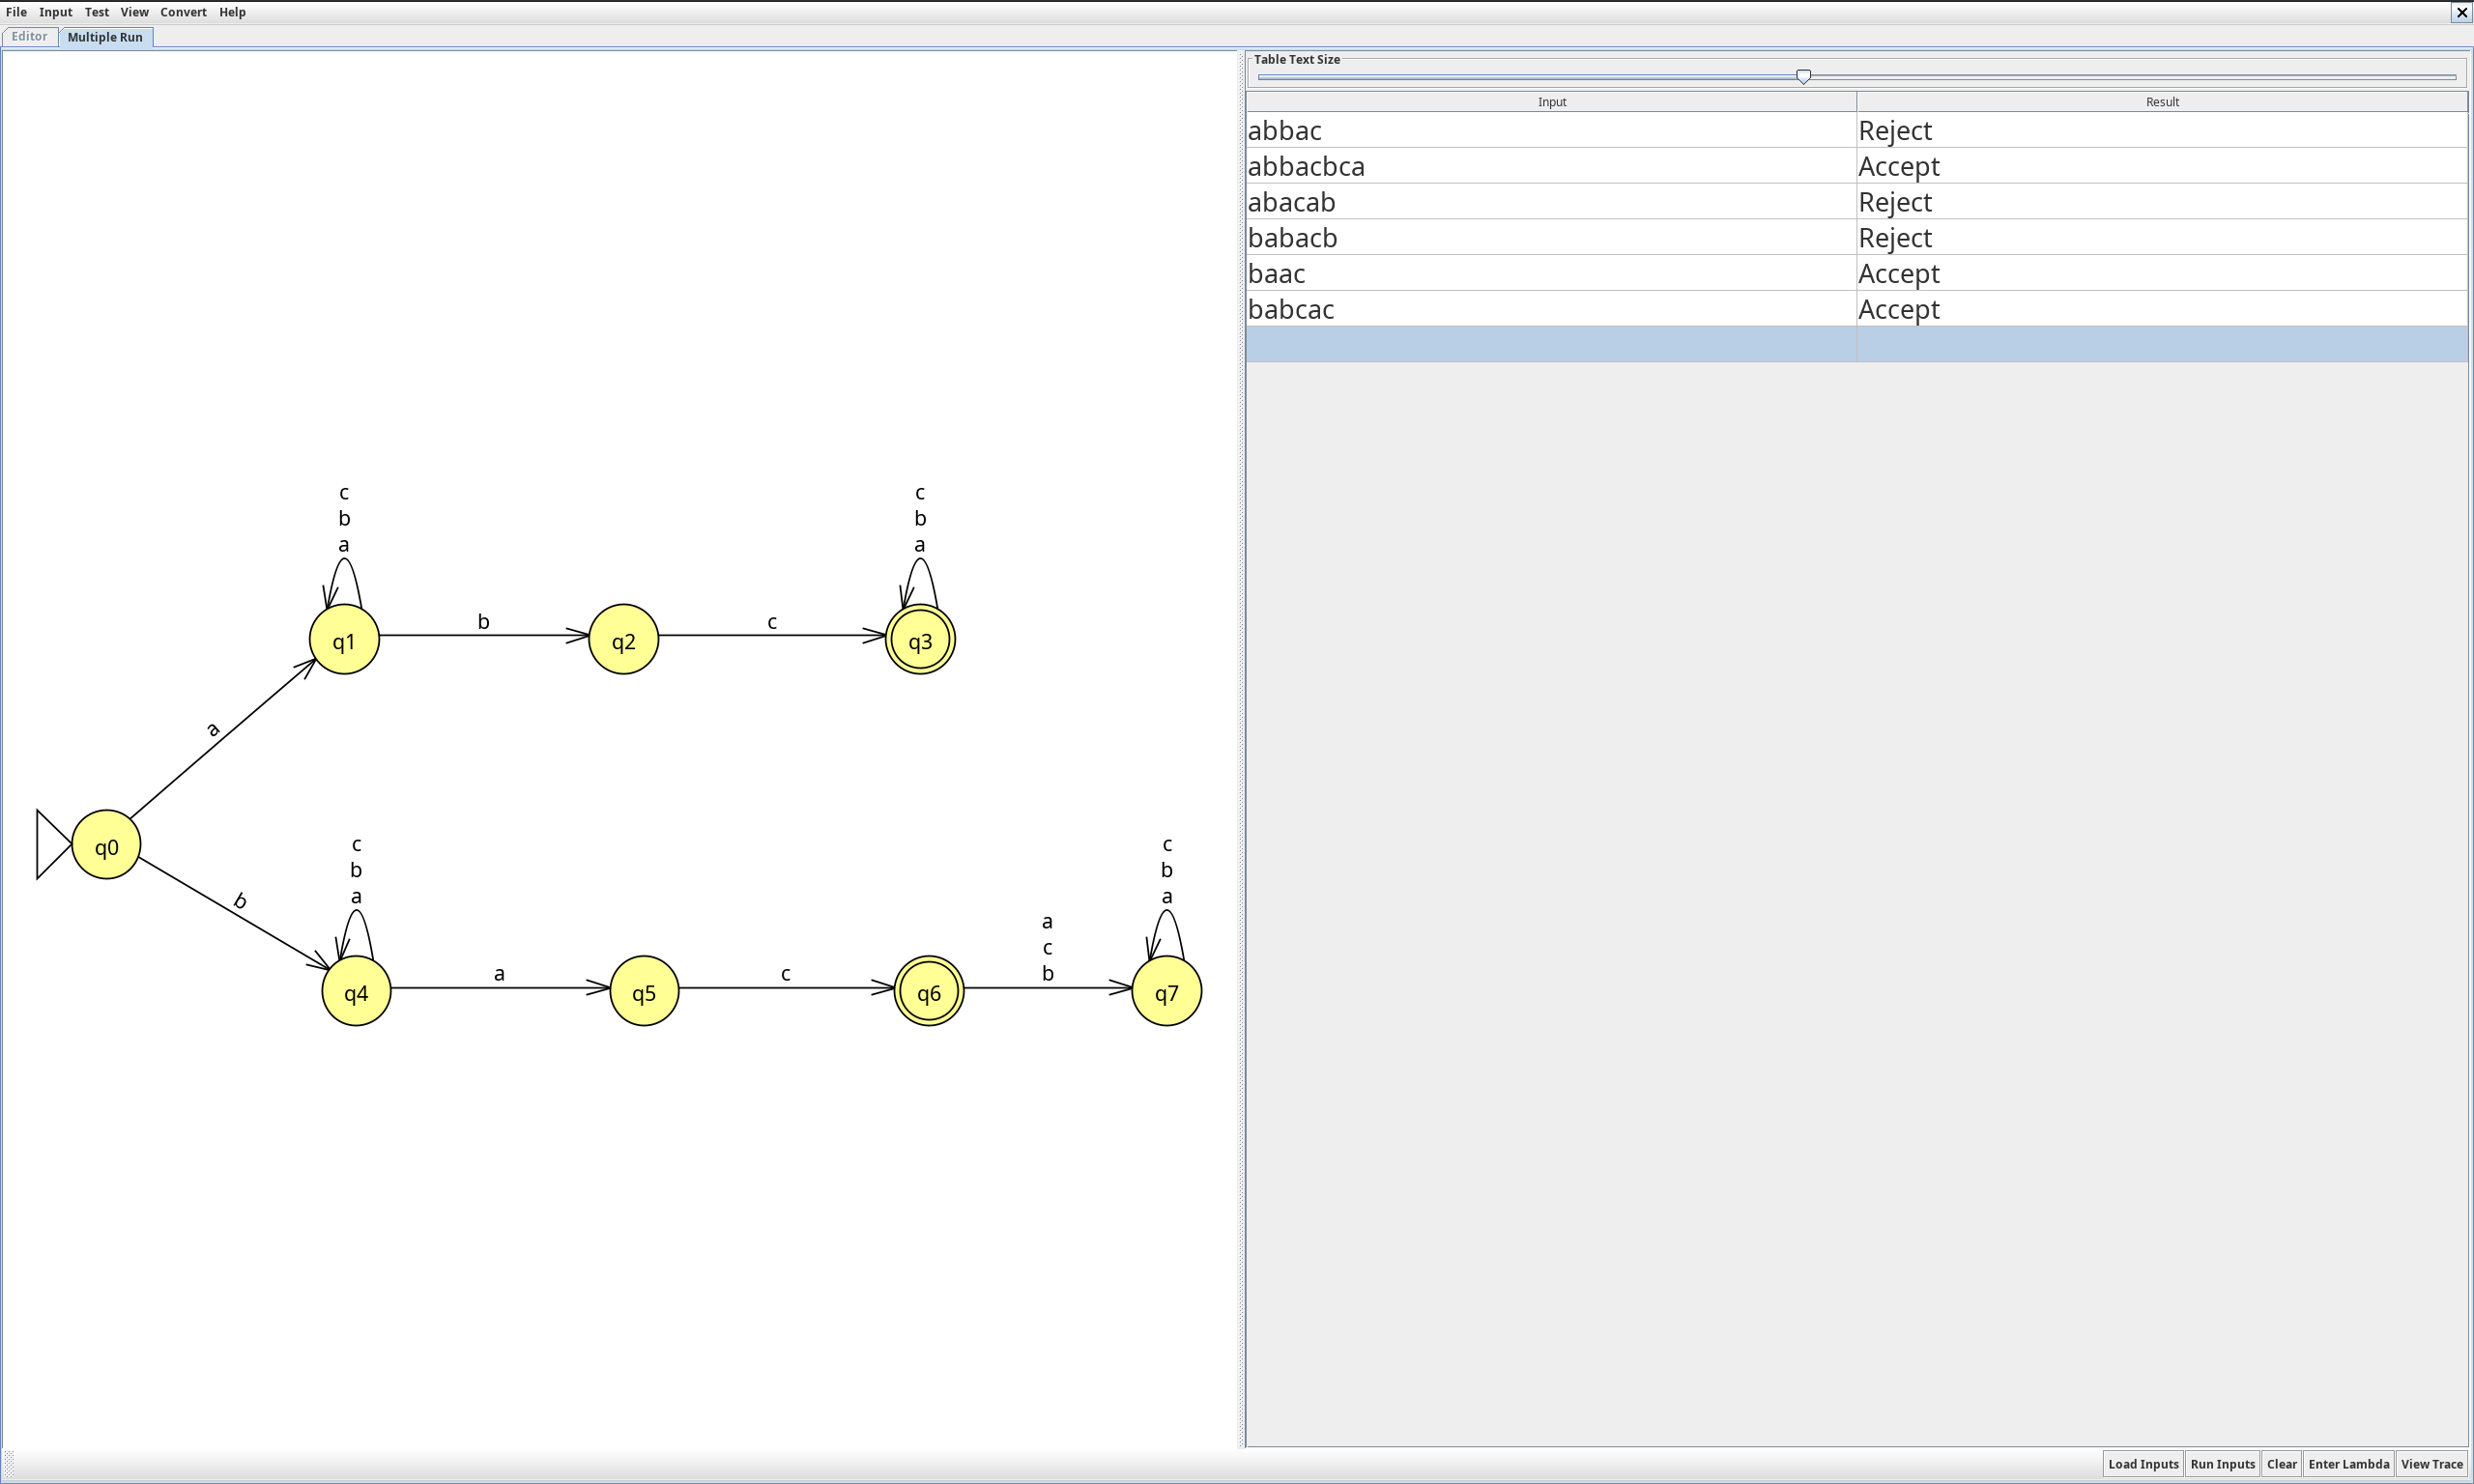 File Input Test View Convert Help
Editor Multiple Run
Table Text Size
Input Result
abbac Reject
abbacbca Accept
abacab Reject
babacb Reject
baac Accept
babcac Accept
c
b
a
c
b
a
q1
b
q2
c
q3
a
q0
b
c
b
a
q4
a
q5
c
q6
a
c
b
c
b
a
q7
Load Inputs Run Inputs Clear Enter Lambda View Trace